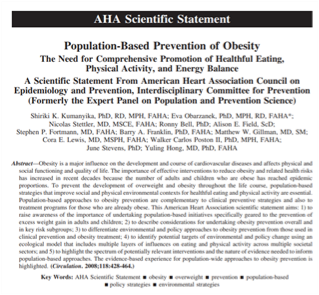 AHA Scientific Statement
Population-Based Prevention of Obesity
The Need for Comprehensive Promotion of Healthful Eating,
Physical Activity, and Energy Balance
A Scientific Statement From American Heart Association Council on
Epidemiology and Prevention, Interdisciplinary Committee for Prevention
(Formerly the Expert Panel on Population and Prevention Science)
Shiriki K. Kumanyika, PhD, RD, MPH, FAHA; Eva Obarzanek, PhD, MPH, RD, FAHA*;
Nicolas Stettler, MD, MSCE, FAHA; Ronny Bell, PhD; Alison E. Field, ScD;
Stephen P. Fortmann, MD, FAHA; Barry A. Franklin, PhD, FAHA; Matthew W. Gillman, MD, SM;
Cora E. Lewis, MD, MSPH, FAHA; Walker Carlos Poston II, PhD, MPH, FAHA;
June Stevens, PhD; Yuling Hong, MD, PhD, FAHA
Abstract—Obesity is a major influence on the development and course of cardiovascular diseases and affects physical and
social functioning and quality of life. The importance of effective interventions to reduce obesity and related health risks
has increased in recent decades because the number of adults and children who are obese has reached epidemic
proportions. To prevent the development of overweight and obesity throughout the life course, population-based
strategies that improve social and physical environmental contexts for healthful eating and physical activity are essential.
Population-based approaches to obesity prevention are complementary to clinical preventive strategies and also to
treatment programs for those who are already obese. This American Heart Association scientific statement aims: 1) to
raise awareness of the importance of undertaking population-based initiatives specifically geared to the prevention of
excess weight gain in adults and children; 2) to describe considerations for undertaking obesity prevention overall and
in key risk subgroups; 3) to differentiate environmental and policy approaches to obesity prevention from those used in
clinical prevention and obesity treatment; 4) to identify potential targets of environmental and policy change using an
ecological model that includes multiple layers of influences on eating and physical activity across multiple societal
sectors; and 5) to highlight the spectrum of potentially relevant interventions and the nature of evidence needed to inform
population-based approaches. The evidence-based experience for population-wide approaches to obesity prevention is
highlighted. (Circulation. 2008;118:428-464.)
Key Words: AHA Scientific Statement ■ obesity ■ overweight ■ prevention ■ population-based
■ policy strategies ■ environmental strategies